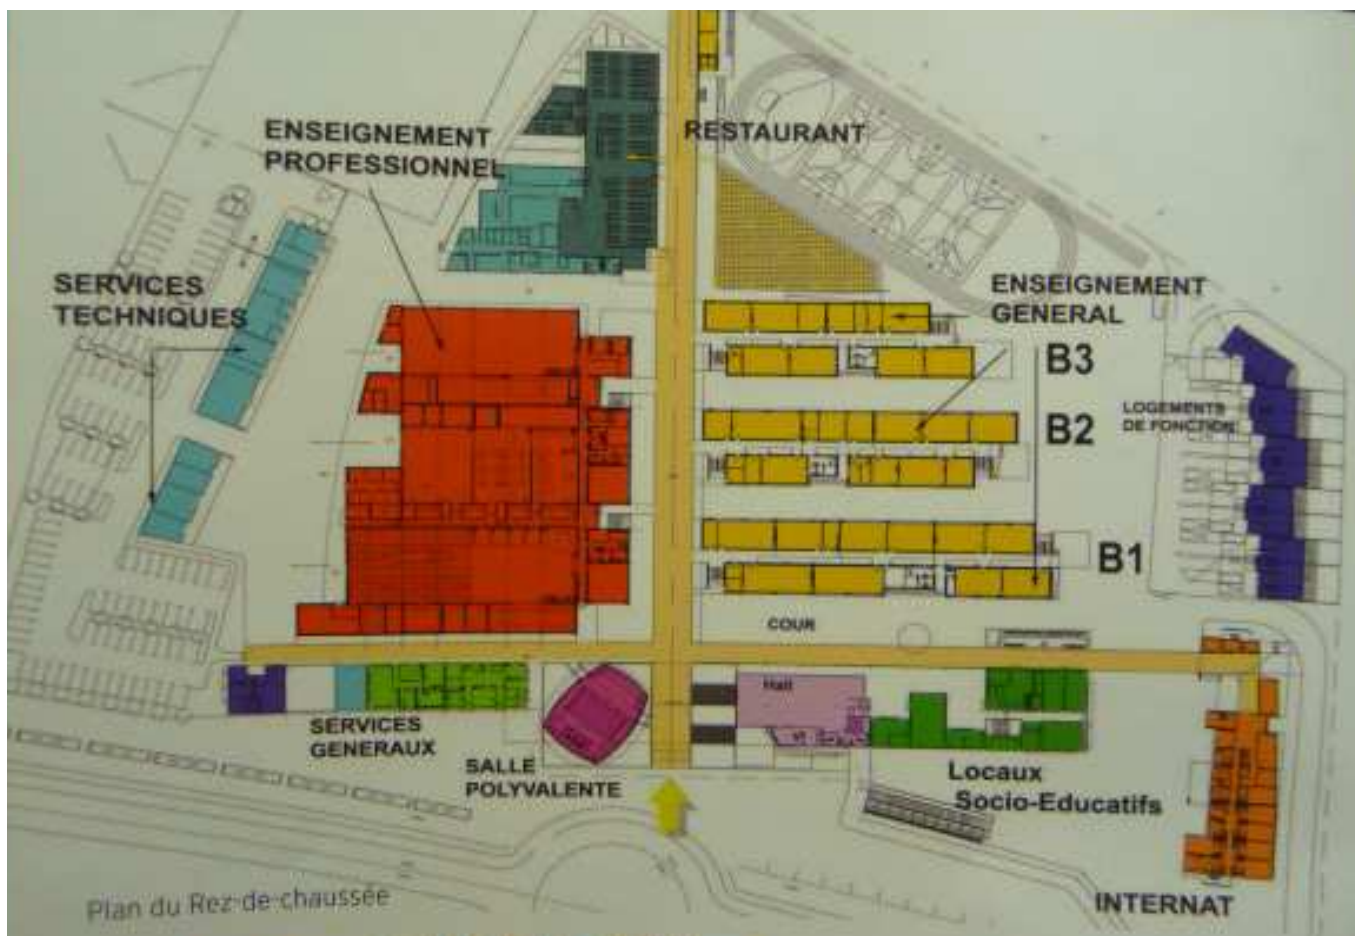 ENSEIGNEMENT
PROFESSIONNEL
RESTAURANT
SERVICES
TECHNIQUES
ENSEIGNEMENT
GENERAL
B3
B2
LOGEMENTS
DE FONCTION
B1
COUR
Hall
SERVICES
GENERAUX
SALLE
POLYVALENTE
Locaux
Socio-Educatifs
INTERNAT
Plan du Rez-de-chaussée